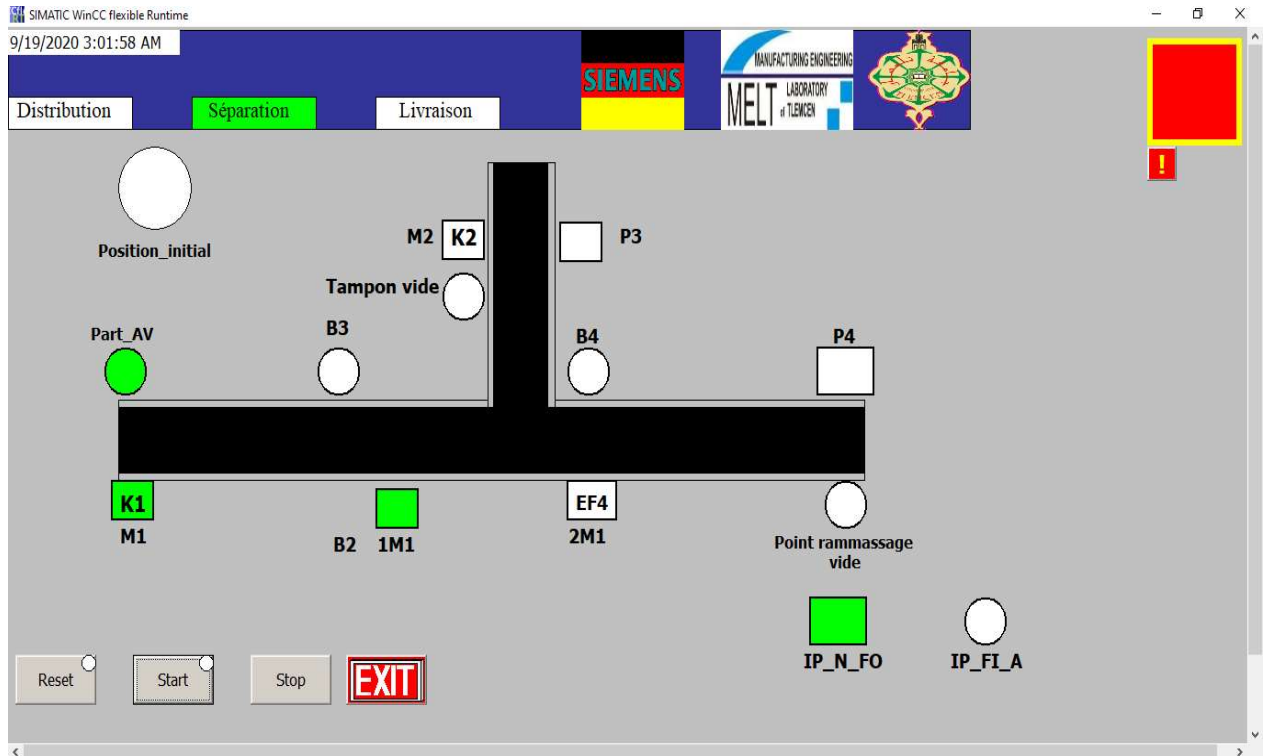 SIMATIC WinCC flexible Runtime
9/19/2020 3:01:58 AM
SIEMENS
MANUFACTURING ENGINEERING
MELT LABORATORY
of TLEMCEN
Distribution
Séparation
Livraison
!
Position_initial
M2 K2
P3
Tampon vide
Part_AV
B3
B4
P4
K1
M1
B2 1M1
EF4
2M1
Point rammassage
vide
IP_N_FO
IP_FI_A
Reset
Start
Stop
EXIT